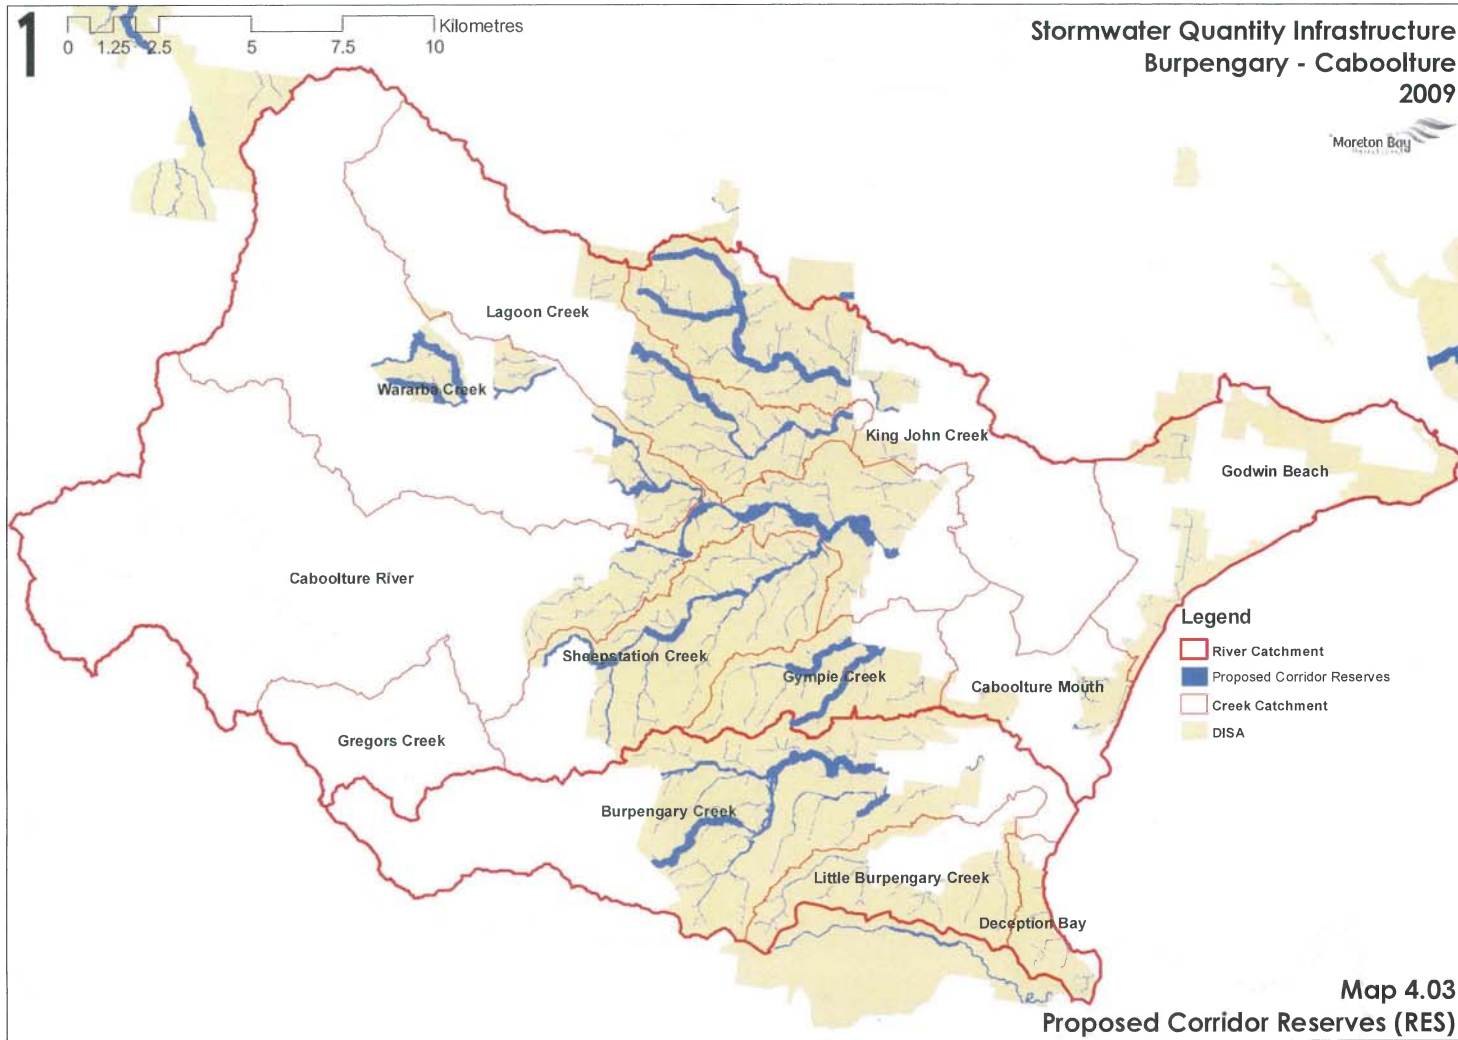 1
Kilometres
0 1.25 2.5 5 7.5 10
Stormwater Quantity Infrastructure
Burpengary - Caboolture
2009
Moreton Bay
Lagoon Creek
Wararba Creek
King John Creek
Godwin Beach
Caboolture River
Legend
River Catchment
Sheepstation Creek
Gympie Creek
Proposed Corridor Reserves
Caboolture Mouth
Creek Catchment
DISA
Gregors Creek
Burpengary Creek
Little Burpengary Creek
Deception Bay
Map 4.03
Proposed Corridor Reserves (RES)